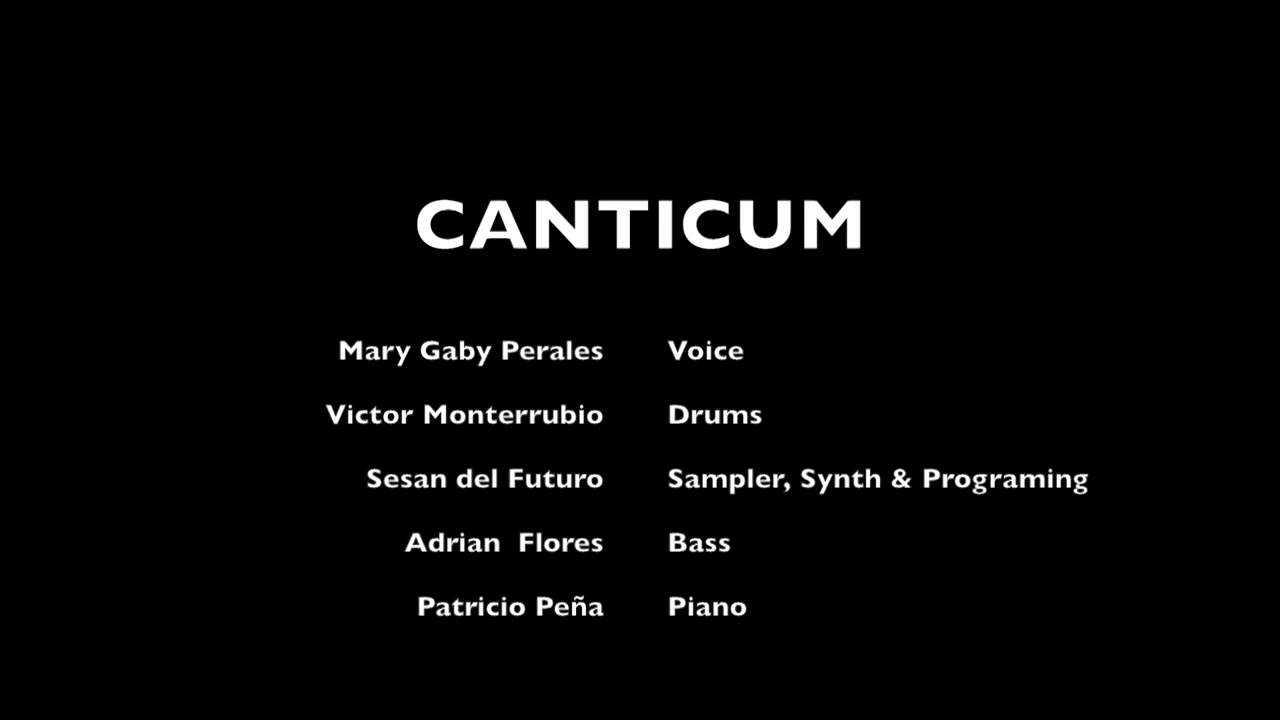 CANTICUM
Mary Gaby Perales Voice
Victor Monterrubio Drums
Sesan del Futuro Sampler, Synth & Programing
Adrian  Flores Bass
Patricio Peña Piano